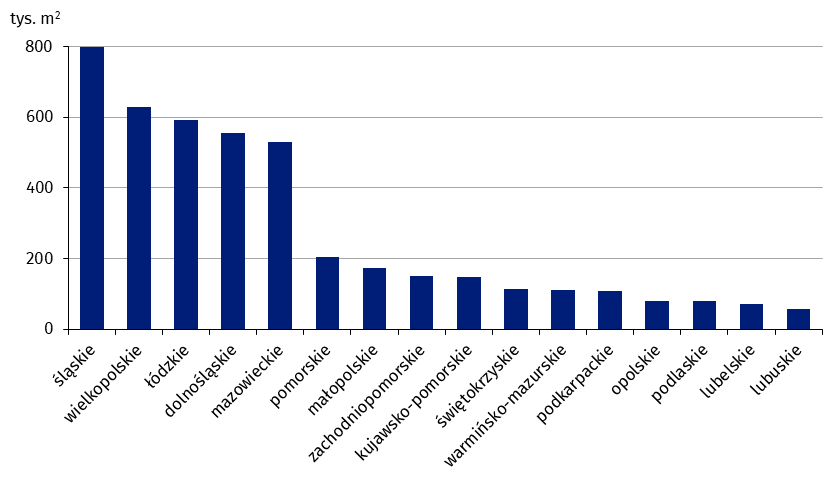 tys. m²
800
600
400
200
0
śląskie
wielkopolskie
łódzkie
dolnośląskie
mazowieckie
pomorskie
małopolskie
zachodniopomorskie
kujawsko-pomorskie
świętokrzyskie
warmińsko-mazurskie
podkarpackie
opolskie
podlaskie
lubelskie
lubuskie